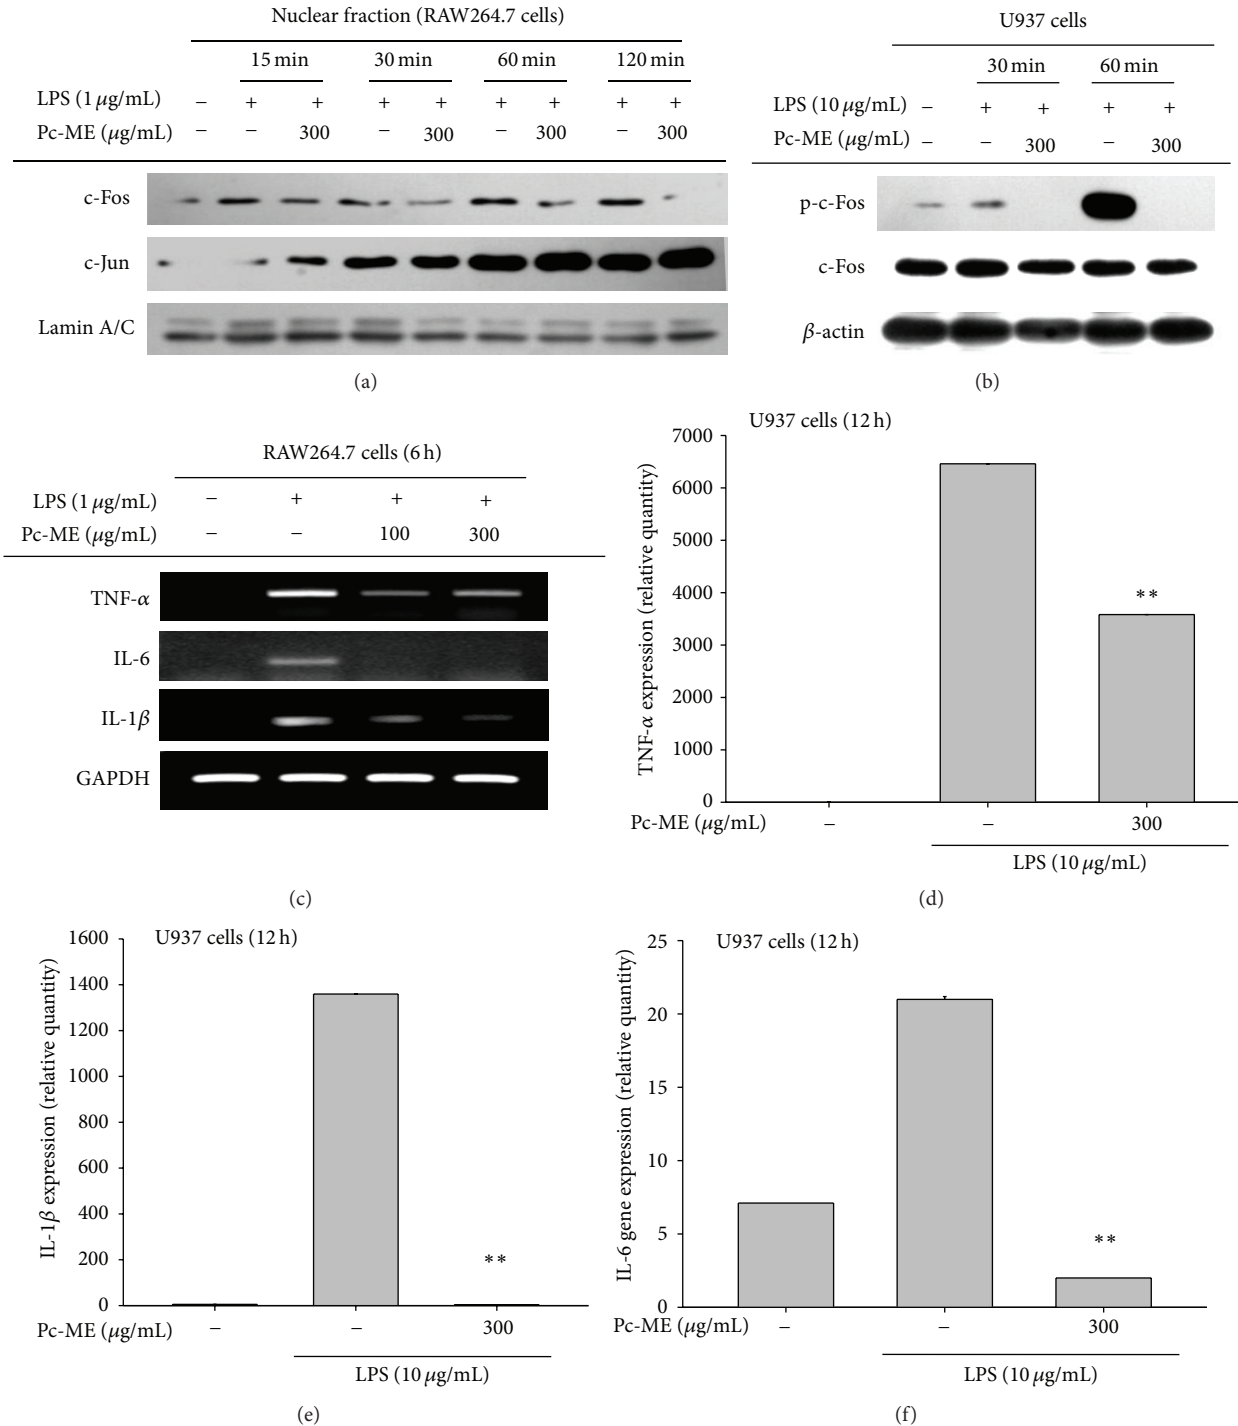 Nuclear fraction (RAW264.7 cells)
15 min 30 min 60 min 120 min
LPS (1 μg/mL) − + + + + + + + +
Pc-ME (μg/mL) − − 300 − 300 − 300 − 300
c-Fos
c-Jun
Lamin A/C
(a)
U937 cells
30 min 60 min
LPS (10 μg/mL) − + + + +
Pc-ME (μg/mL) − − 300 − 300
p-c-Fos
c-Fos
β-actin
(b)
RAW264.7 cells (6 h)
LPS (1 μg/mL) − + + +
Pc-ME (μg/mL) − − 100 300
TNF-α
IL-6
IL-1β
GAPDH
(c)
U937 cells (12 h)
TNF-α expression (relative quantity)
7000
6000
5000
4000
3000
2000
1000
0
**
Pc-ME (μg/mL) − − 300
LPS (10 μg/mL)
(d)
U937 cells (12 h)
IL-1β expression (relative quantity)
1600
1400
1200
1000
800
600
400
200
0
**
Pc-ME (μg/mL) − − 300
LPS (10 μg/mL)
(e)
U937 cells (12 h)
IL-6 gene expression (relative quantity)
25
20
15
10
5
0
**
Pc-ME (μg/mL) − − 300
LPS (10 μg/mL)
(f)